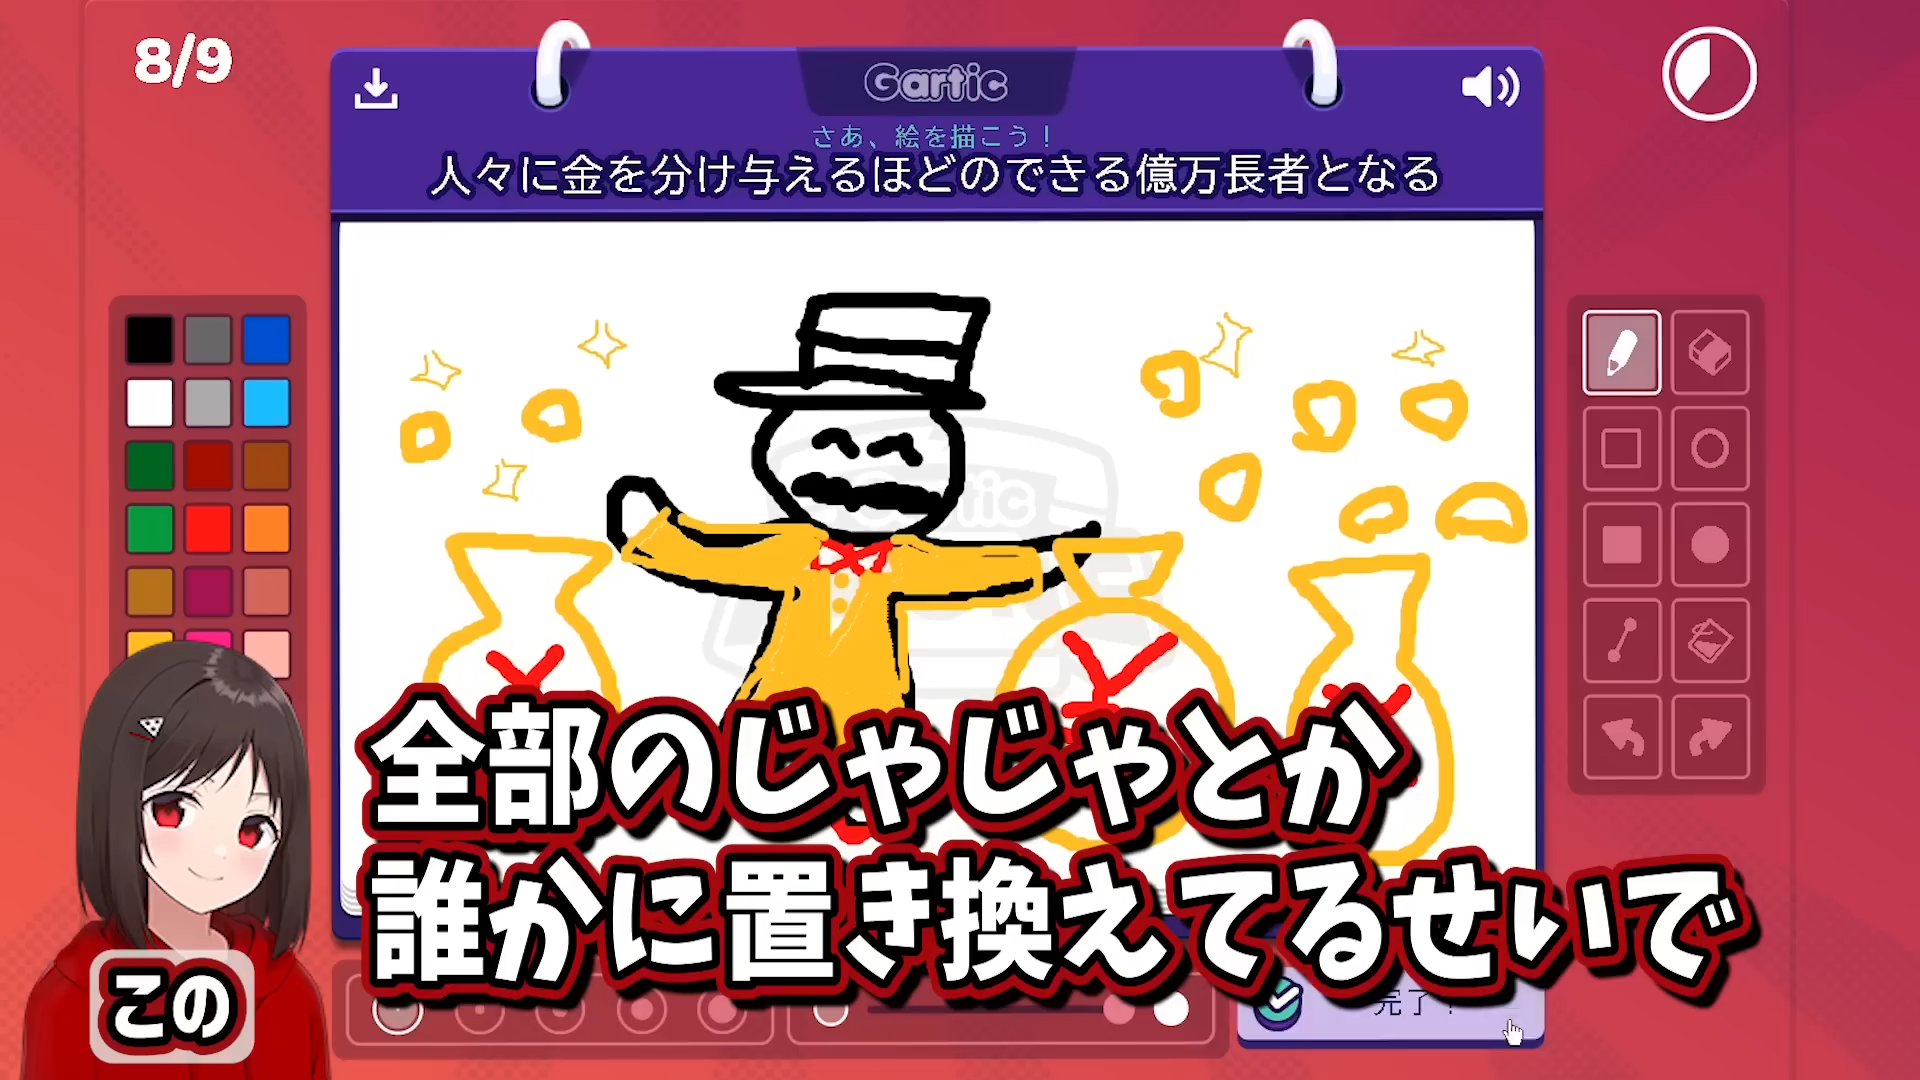 8/9
Gartic
さあ、絵を描こう！
人々に金を分け与えるほどのできる億万長者となる
¥
¥
¥
全部のじゃじゃとか
誰かに置き換えてるせいで
この
完了！